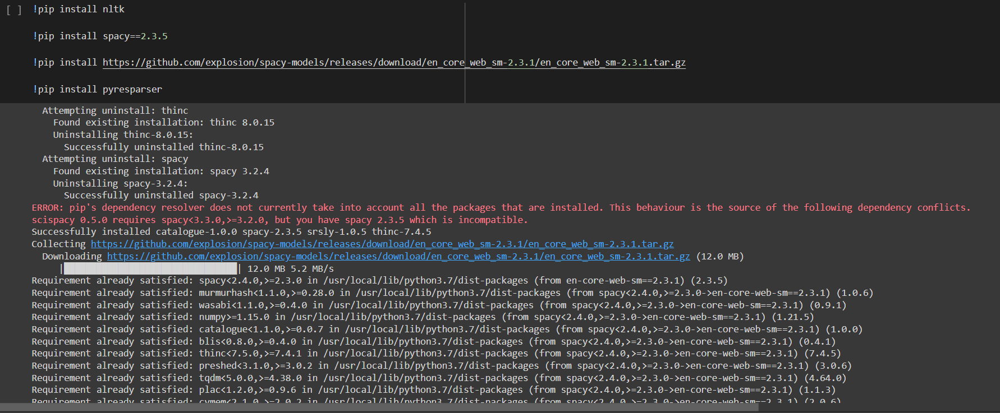 [ ] !pip install nltk
!pip install spacy==2.3.5
!pip install https://github.com/explosion/spacy-models/releases/download/en_core_web_sm-2.3.1/en_core_web_sm-2.3.1.tar.gz
!pip install pyresparser
Attempting uninstall: thinc
Found existing installation: thinc 8.0.15
Uninstalling thinc-8.0.15:
Successfully uninstalled thinc-8.0.15
Attempting uninstall: spacy
Found existing installation: spacy 3.2.4
Uninstalling spacy-3.2.4:
Successfully uninstalled spacy-3.2.4
ERROR: pip's dependency resolver does not currently take into account all the packages that are installed. This behaviour is the source of the following dependency conflicts.
scispacy 0.5.0 requires spacy<3.3.0,>=3.2.0, but you have spacy 2.3.5 which is incompatible.
Successfully installed catalogue-1.0.0 spacy-2.3.5 srsly-1.0.5 thinc-7.4.5
Collecting https://github.com/explosion/spacy-models/releases/download/en_core_web_sm-2.3.1/en_core_web_sm-2.3.1.tar.gz
Downloading https://github.com/explosion/spacy-models/releases/download/en_core_web_sm-2.3.1/en_core_web_sm-2.3.1.tar.gz (12.0 MB)
|████████████████████████████████| 12.0 MB 5.2 MB/s
Requirement already satisfied: spacy<2.4.0,>=2.3.0 in /usr/local/lib/python3.7/dist-packages (from en-core-web-sm==2.3.1) (2.3.5)
Requirement already satisfied: murmurhash<1.1.0,>=0.28.0 in /usr/local/lib/python3.7/dist-packages (from spacy<2.4.0,>=2.3.0->en-core-web-sm==2.3.1) (1.0.6)
Requirement already satisfied: wasabi<1.1.0,>=0.4.0 in /usr/local/lib/python3.7/dist-packages (from spacy<2.4.0,>=2.3.0->en-core-web-sm==2.3.1) (0.9.1)
Requirement already satisfied: numpy>=1.15.0 in /usr/local/lib/python3.7/dist-packages (from spacy<2.4.0,>=2.3.0->en-core-web-sm==2.3.1) (1.21.5)
Requirement already satisfied: catalogue<1.1.0,>=0.0.7 in /usr/local/lib/python3.7/dist-packages (from spacy<2.4.0,>=2.3.0->en-core-web-sm==2.3.1) (1.0.0)
Requirement already satisfied: blis<0.8.0,>=0.4.0 in /usr/local/lib/python3.7/dist-packages (from spacy<2.4.0,>=2.3.0->en-core-web-sm==2.3.1) (0.4.1)
Requirement already satisfied: thinc<7.5.0,>=7.4.1 in /usr/local/lib/python3.7/dist-packages (from spacy<2.4.0,>=2.3.0->en-core-web-sm==2.3.1) (7.4.5)
Requirement already satisfied: preshed<3.1.0,>=3.0.2 in /usr/local/lib/python3.7/dist-packages (from spacy<2.4.0,>=2.3.0->en-core-web-sm==2.3.1) (3.0.6)
Requirement already satisfied: tqdm<5.0.0,>=4.38.0 in /usr/local/lib/python3.7/dist-packages (from spacy<2.4.0,>=2.3.0->en-core-web-sm==2.3.1) (4.64.0)
Requirement already satisfied: plac<1.2.0,>=0.9.6 in /usr/local/lib/python3.7/dist-packages (from spacy<2.4.0,>=2.3.0->en-core-web-sm==2.3.1) (1.1.3)
Requirement already satisfied: cymem<2.1.0,>=2.0.2 in /usr/local/lib/python3.7/dist-packages (from spacy<2.4.0,>=2.3.0->en-core-web-sm==2.3.1) (2.0.6)